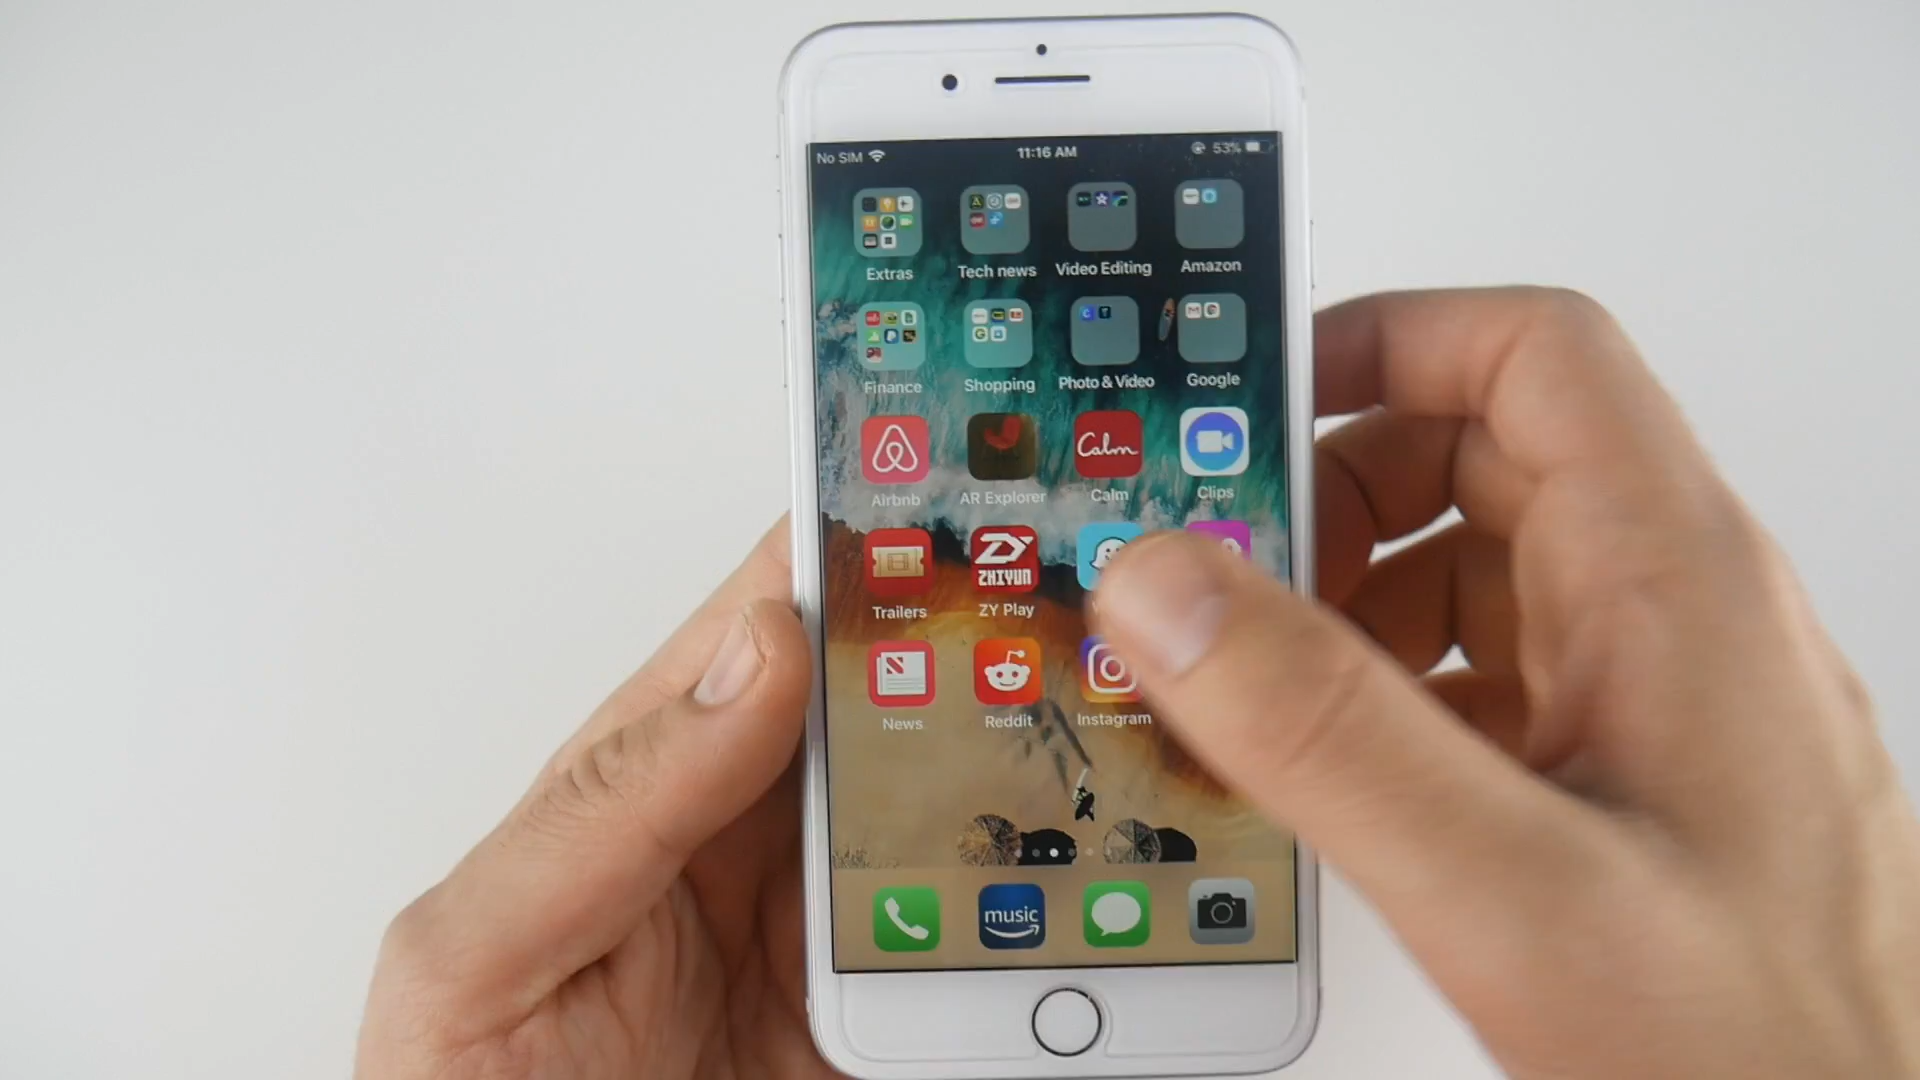 No SIM 11:16 AM 53%
Extras Tech news Video Editing Amazon
Finance Shopping Photo & Video Google
Calm
Airbnb AR Explorer Calm Clips
ZHIYUN
Trailers ZY Play
N
News Reddit Instagram
music